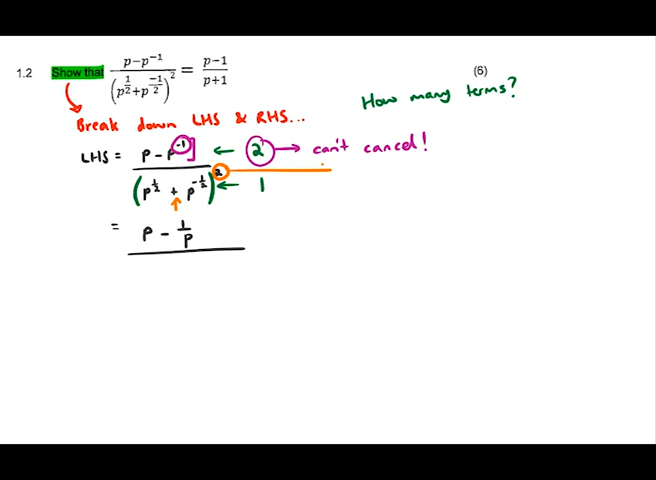 1.2 Show that (p−p⁻¹)/(p^(1/2)+p^(−1/2))² = (p−1)/(p+1) (6)
How many terms?
Break down LHS & RHS...
LHS = p − p⁻¹ ] ← 2 → can't cancel!
(p^(1/2) + p^(−1/2))² ← 1
= p − 1/p